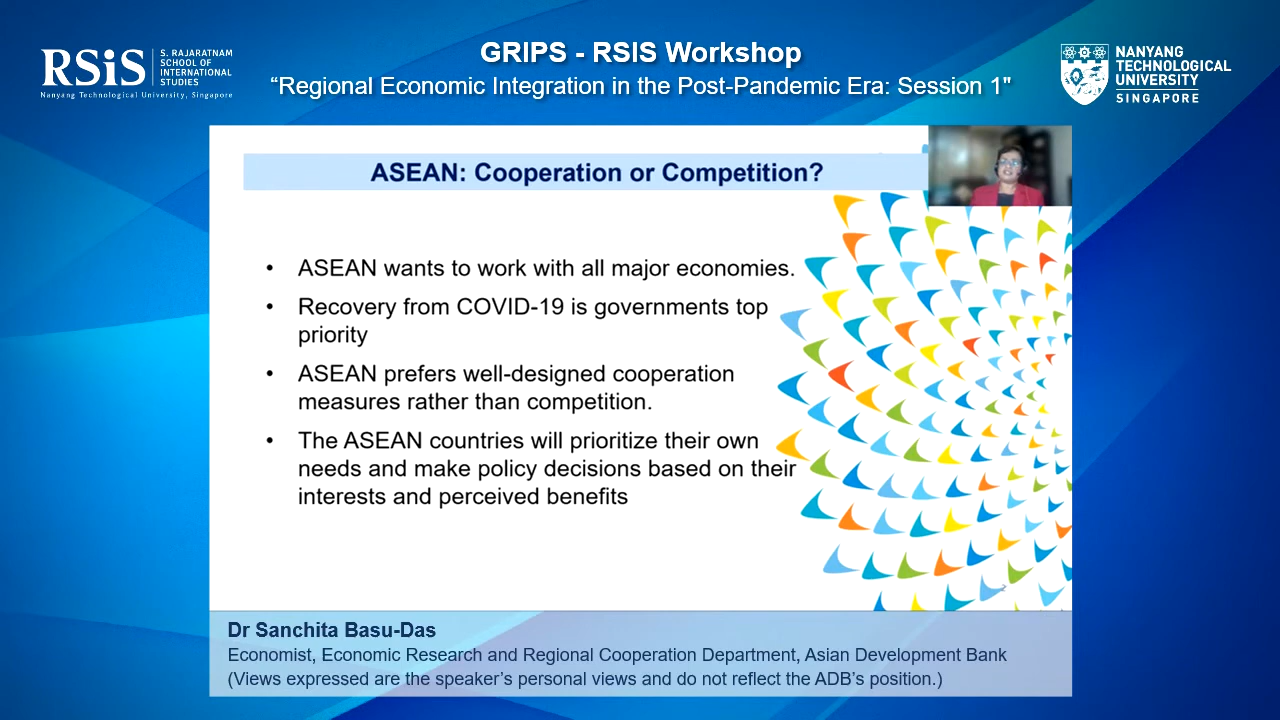 RSiS
S. RAJARATNAM
SCHOOL OF
INTERNATIONAL
STUDIES
Nanyang Technological University, Singapore
GRIPS - RSIS Workshop
“Regional Economic Integration in the Post-Pandemic Era: Session 1"
NANYANG
TECHNOLOGICAL
UNIVERSITY
SINGAPORE
ASEAN: Cooperation or Competition?
• ASEAN wants to work with all major economies.
• Recovery from COVID-19 is governments top
priority
• ASEAN prefers well-designed cooperation
measures rather than competition.
• The ASEAN countries will prioritize their own
needs and make policy decisions based on their
interests and perceived benefits
2
Dr Sanchita Basu-Das
Economist, Economic Research and Regional Cooperation Department, Asian Development Bank
(Views expressed are the speaker’s personal views and do not reflect the ADB’s position.)